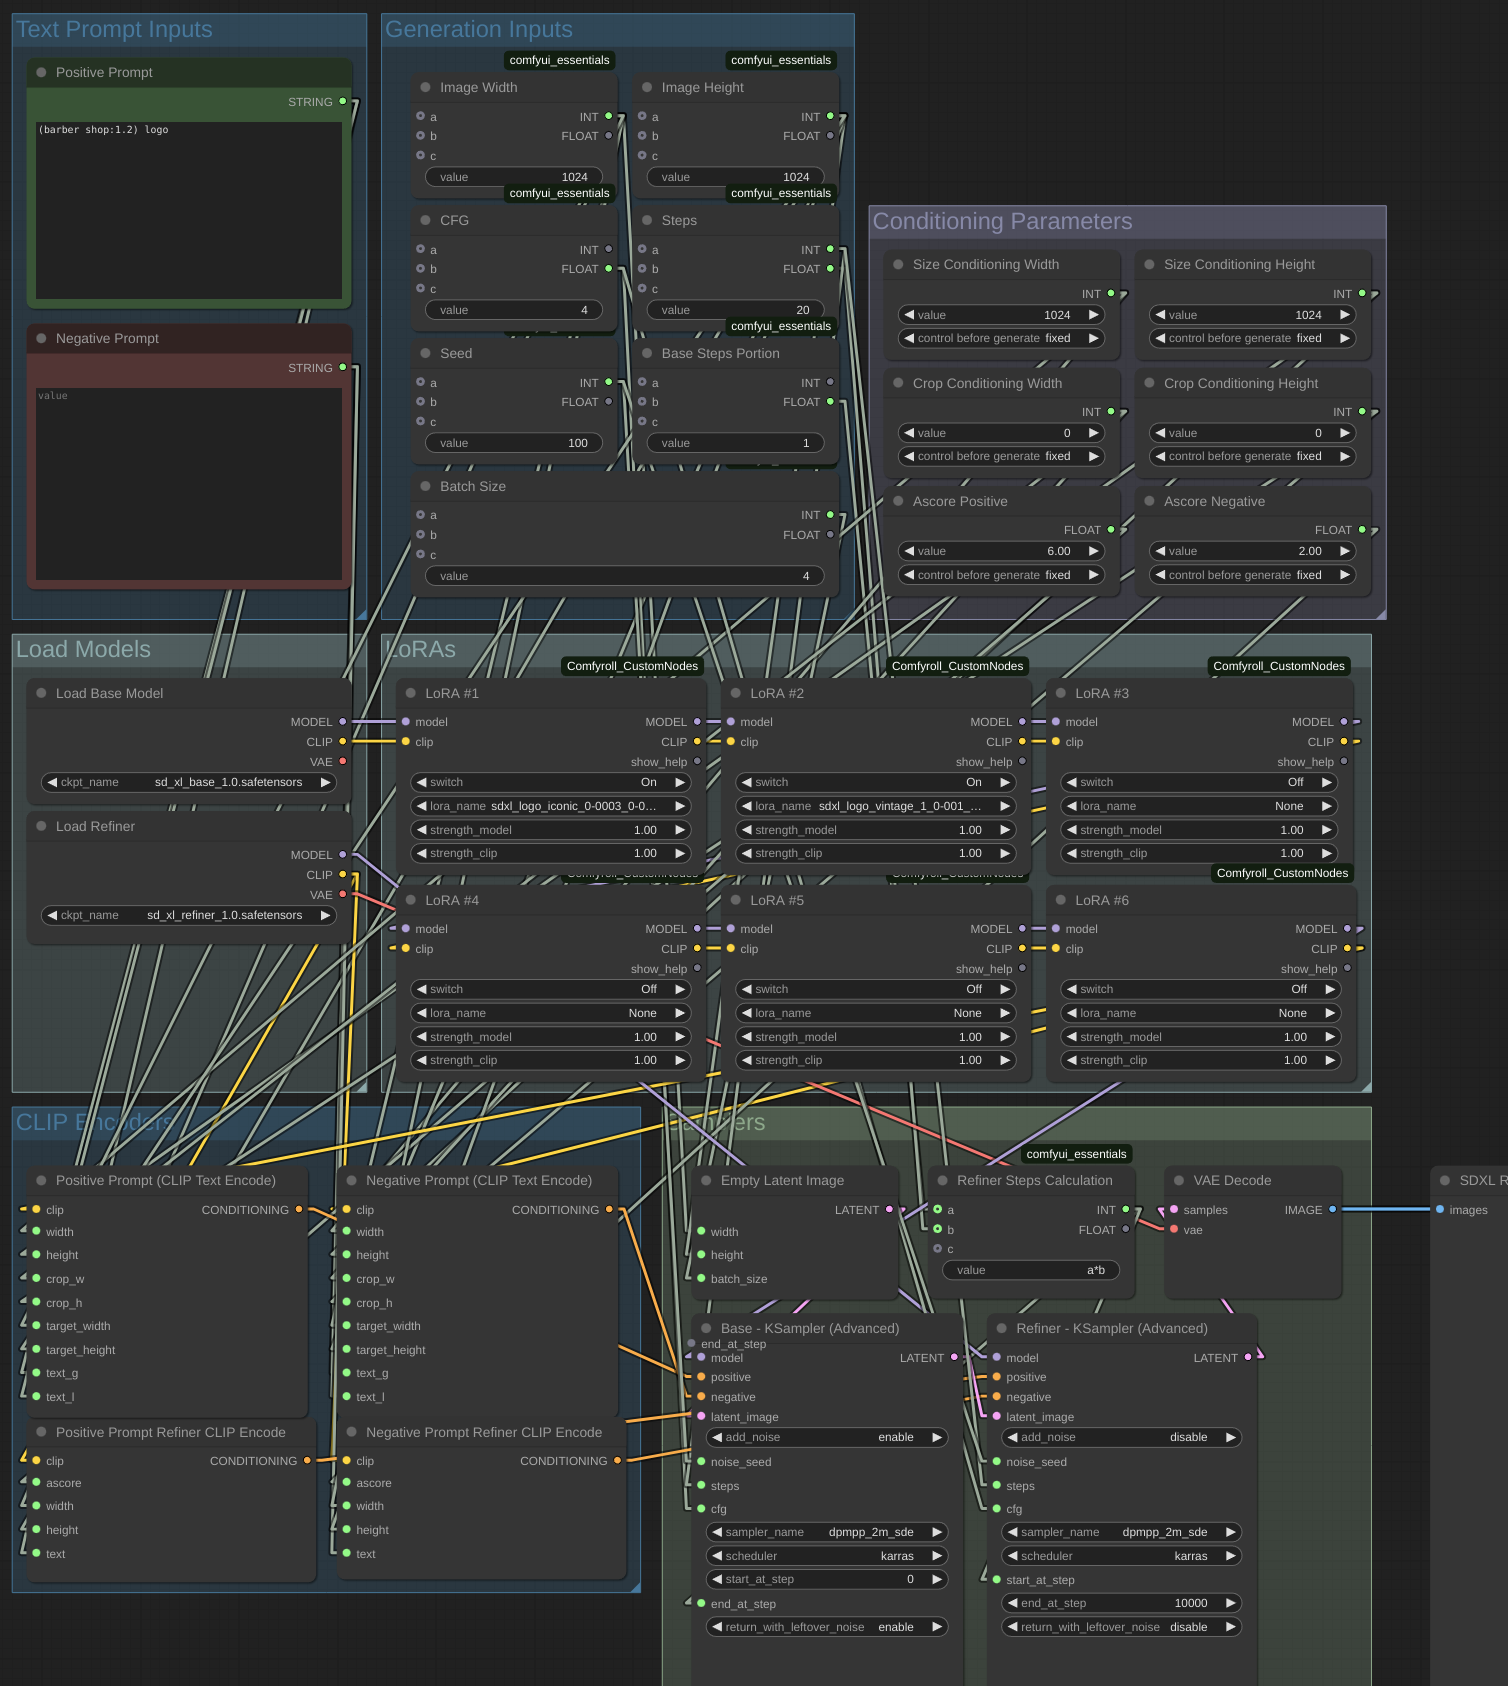 Text Prompt Inputs
Positive Prompt
STRING
(barber shop:1.2) logo
Negative Prompt
STRING
value
Generation Inputs
comfyui_essentials
Image Width
a INT
b FLOAT
c
value 1024
comfyui_essentials
Image Height
a INT
b FLOAT
c
value 1024
comfyui_essentials
CFG
a INT
b FLOAT
c
value 4
comfyui_essentials
Steps
a INT
b FLOAT
c
value 20
Seed
a INT
b FLOAT
c
value 100
comfyui_essentials
Base Steps Portion
a INT
b FLOAT
c
value 1
Batch Size
a INT
b FLOAT
c
value 4
Conditioning Parameters
Size Conditioning Width
INT
value 1024
control before generate fixed
Size Conditioning Height
INT
value 1024
control before generate fixed
Crop Conditioning Width
INT
value 0
control before generate fixed
Crop Conditioning Height
INT
value 0
control before generate fixed
Ascore Positive
FLOAT
value 6.00
control before generate fixed
Ascore Negative
FLOAT
value 2.00
control before generate fixed
Load Models
Load Base Model
MODEL
CLIP
VAE
ckpt_name sd_xl_base_1.0.safetensors
Load Refiner
MODEL
CLIP
VAE
ckpt_name sd_xl_refiner_1.0.safetensors
LoRAs
Comfyroll_CustomNodes
LoRA #1
model MODEL
clip CLIP
show_help
switch On
lora_name sdxl_logo_iconic_0-0003_0-0...
strength_model 1.00
strength_clip 1.00
Comfyroll_CustomNodes
LoRA #2
model MODEL
clip CLIP
show_help
switch On
lora_name sdxl_logo_vintage_1_0-001_...
strength_model 1.00
strength_clip 1.00
Comfyroll_CustomNodes
LoRA #3
model MODEL
clip CLIP
show_help
switch Off
lora_name None
strength_model 1.00
strength_clip 1.00
Comfyroll_CustomNodes
LoRA #4
model MODEL
clip CLIP
show_help
switch Off
lora_name None
strength_model 1.00
strength_clip 1.00
Comfyroll_CustomNodes
LoRA #5
model MODEL
clip CLIP
show_help
switch Off
lora_name None
strength_model 1.00
strength_clip 1.00
Comfyroll_CustomNodes
LoRA #6
model MODEL
clip CLIP
show_help
switch Off
lora_name None
strength_model 1.00
strength_clip 1.00
CLIP Encoders
Positive Prompt (CLIP Text Encode)
clip CONDITIONING
width
height
crop_w
crop_h
target_width
target_height
text_g
text_l
Negative Prompt (CLIP Text Encode)
clip CONDITIONING
width
height
crop_w
crop_h
target_width
target_height
text_g
text_l
Positive Prompt Refiner CLIP Encode
clip CONDITIONING
ascore
width
height
text
Negative Prompt Refiner CLIP Encode
clip CONDITIONING
ascore
width
height
text
Samplers
Empty Latent Image
LATENT
width
height
batch_size
comfyui_essentials
Refiner Steps Calculation
a INT
b FLOAT
c
value a*b
VAE Decode
samples IMAGE
vae
SDXL R
images
Base - KSampler (Advanced)
end_at_step
model LATENT
positive
negative
latent_image
add_noise enable
noise_seed
steps
cfg
sampler_name dpmpp_2m_sde
scheduler karras
start_at_step 0
end_at_step
return_with_leftover_noise enable
Refiner - KSampler (Advanced)
model LATENT
positive
negative
latent_image
add_noise disable
noise_seed
steps
cfg
sampler_name dpmpp_2m_sde
scheduler karras
start_at_step
end_at_step 10000
return_with_leftover_noise disable